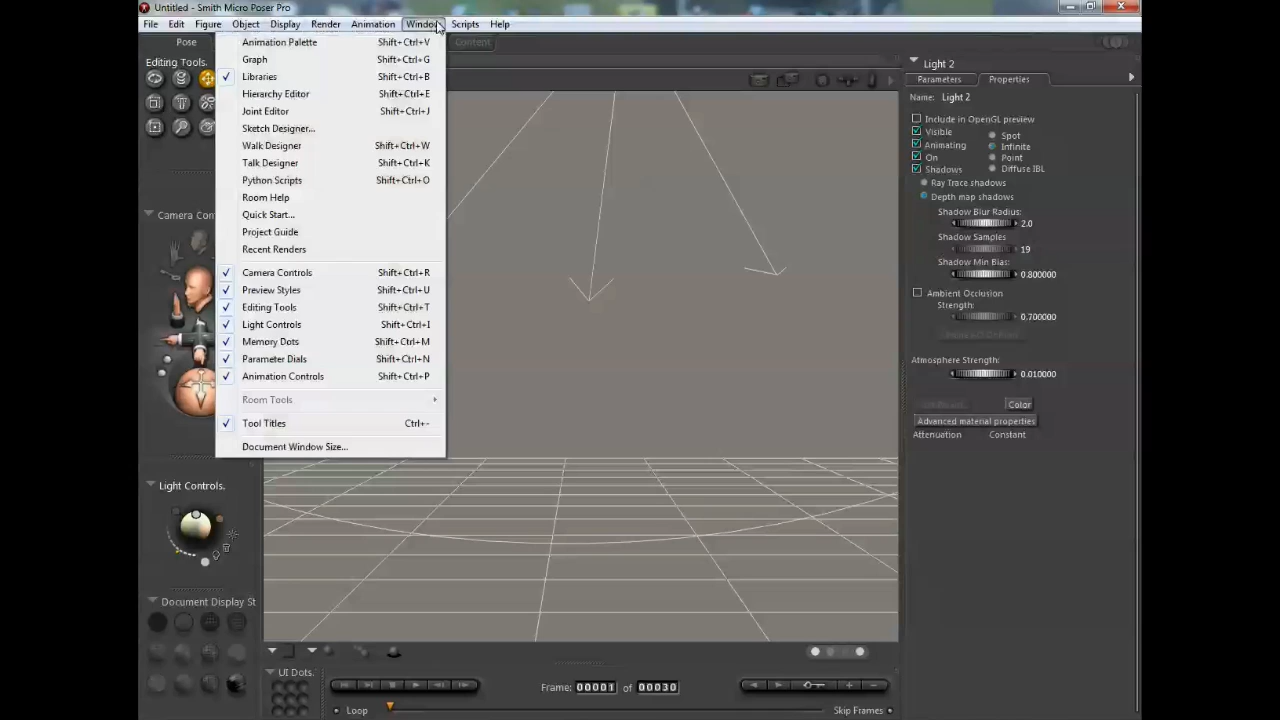 Untitled - Smith Micro Poser Pro
File Edit Figure Object Display Render Animation Window Scripts Help
Pose Content
Editing Tools.
Animation Palette Shift+Ctrl+V
Graph Shift+Ctrl+G
Libraries Shift+Ctrl+B
Hierarchy Editor Shift+Ctrl+E
Joint Editor Shift+Ctrl+J
Sketch Designer...
Walk Designer Shift+Ctrl+W
Talk Designer Shift+Ctrl+K
Python Scripts Shift+Ctrl+O
Room Help
Quick Start...
Project Guide
Recent Renders
Camera Controls Shift+Ctrl+R
Preview Styles Shift+Ctrl+U
Editing Tools Shift+Ctrl+T
Light Controls Shift+Ctrl+I
Memory Dots Shift+Ctrl+M
Parameter Dials Shift+Ctrl+N
Animation Controls Shift+Ctrl+P
Room Tools
Tool Titles Ctrl+-
Document Window Size...
Camera Con
Light Controls.
Document Display St
UI Dots.
Frame: 00001 of 00030
Loop
Skip Frames
Light 2
Parameters Properties
Name: Light 2
Include in OpenGL preview
Visible
Spot
Animating
Infinite
On
Point
Shadows
Diffuse IBL
Ray Trace shadows
Depth map shadows
Shadow Blur Radius:
2.0
Shadow Samples
19
Shadow Min Bias:
0.800000
Ambient Occlusion
Strength:
0.700000
Atmosphere Strength:
0.010000
Color
Advanced material properties
Attenuation Constant